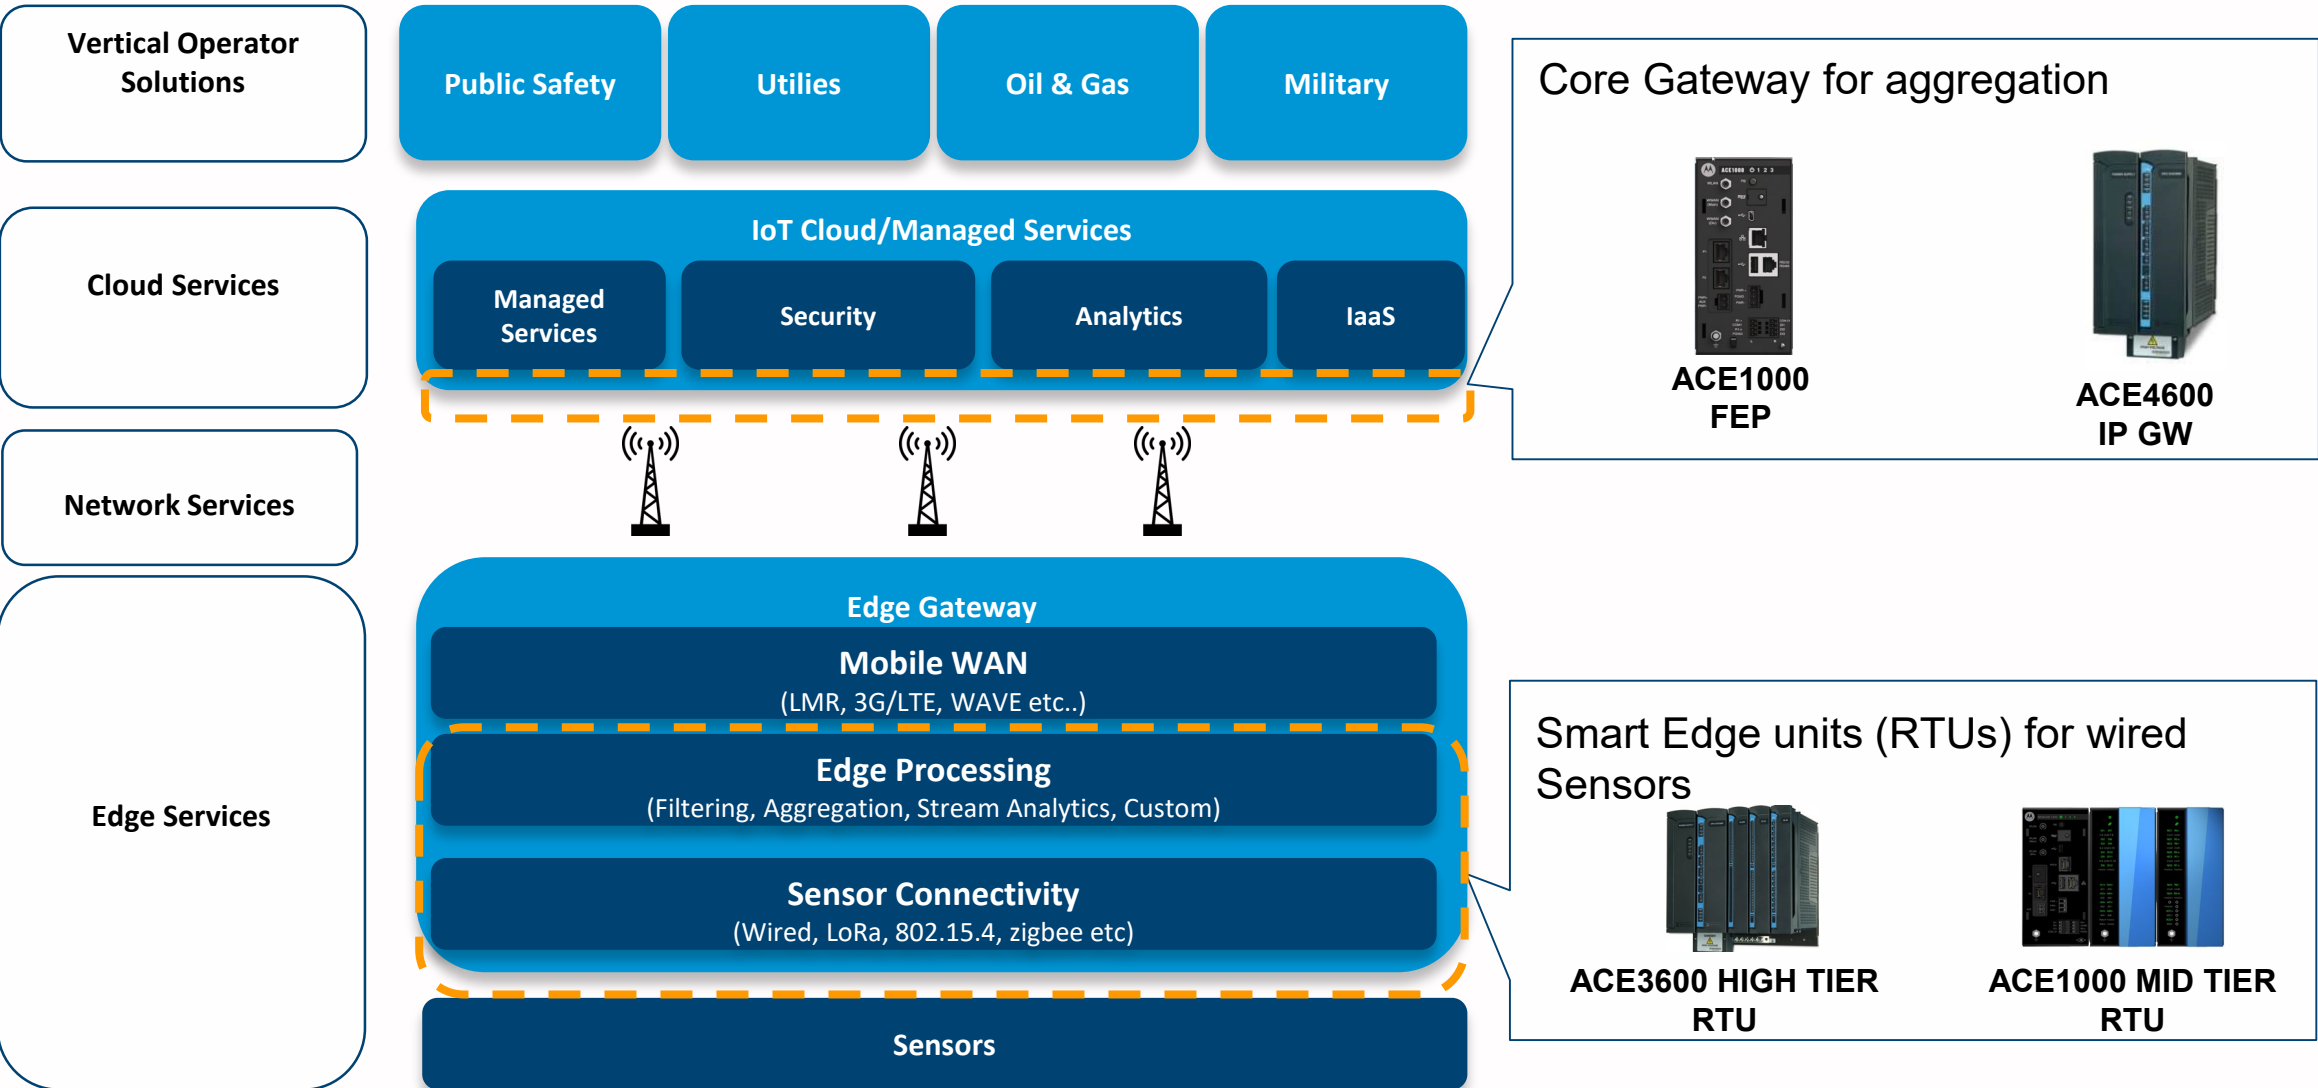 Vertical Operator
Solutions
Public Safety
Utilies
Oil & Gas
Military
Core Gateway for aggregation
ACE1000
ACE1000
FEP
ACE4600
IP GW
Cloud Services
IoT Cloud/Managed Services
Managed
Services
Security
Analytics
IaaS
Network Services
Edge Services
Edge Gateway
Mobile WAN
(LMR, 3G/LTE, WAVE etc..)
Edge Processing
(Filtering, Aggregation, Stream Analytics, Custom)
Sensor Connectivity
(Wired, LoRa, 802.15.4, zigbee etc)
Sensors
Smart Edge units (RTUs) for wired
Sensors
ACE3600 HIGH TIER
RTU
ACE1000 MID TIER
RTU